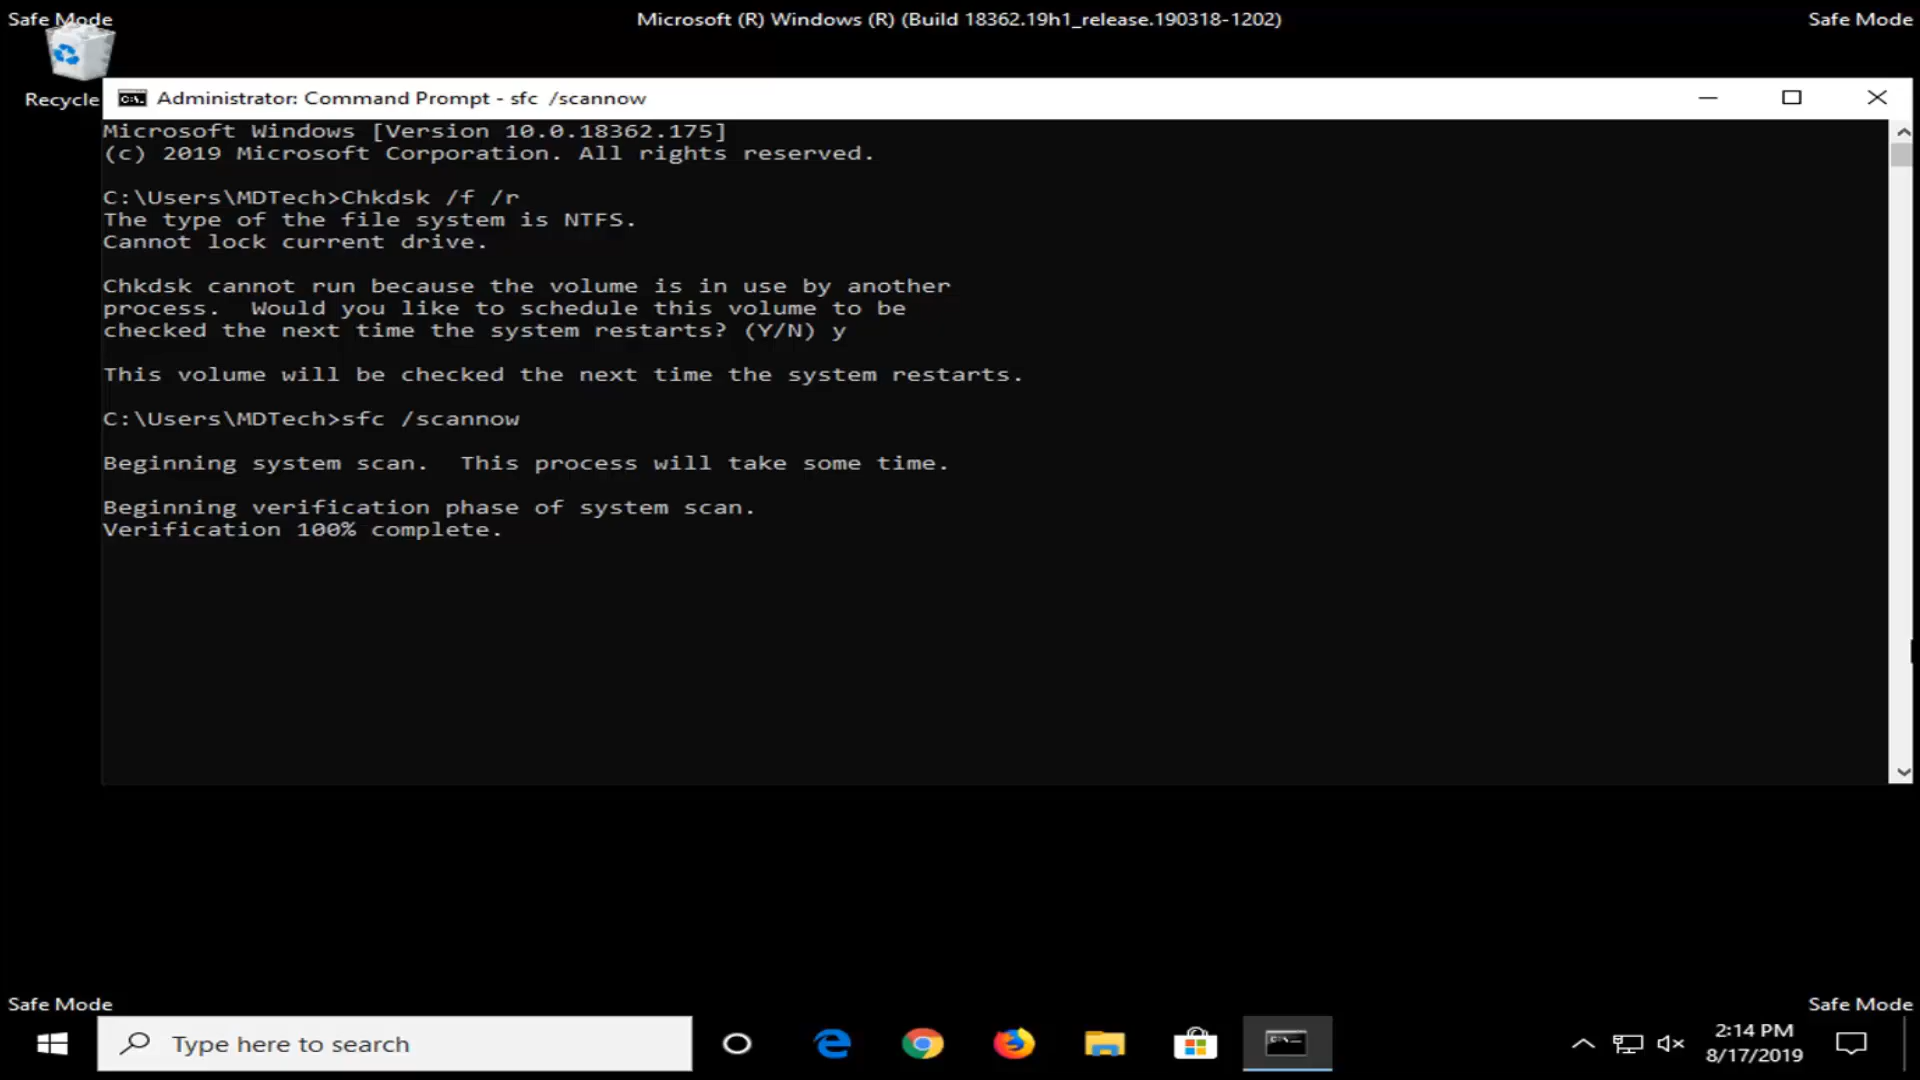 Safe Mode
Microsoft (R) Windows (R) (Build 18362.19h1_release.190318-1202)
Safe Mode
Recycle
Administrator: Command Prompt - sfc  /scannow
Microsoft Windows [Version 10.0.18362.175]
(c) 2019 Microsoft Corporation. All rights reserved.
C:\Users\MDTech>Chkdsk /f /r
The type of the file system is NTFS.
Cannot lock current drive.
Chkdsk cannot run because the volume is in use by another
process.  Would you like to schedule this volume to be
checked the next time the system restarts? (Y/N) y
This volume will be checked the next time the system restarts.
C:\Users\MDTech>sfc /scannow
Beginning system scan.  This process will take some time.
Beginning verification phase of system scan.
Verification 100% complete.
Safe Mode
Safe Mode
Type here to search
2:14 PM
8/17/2019